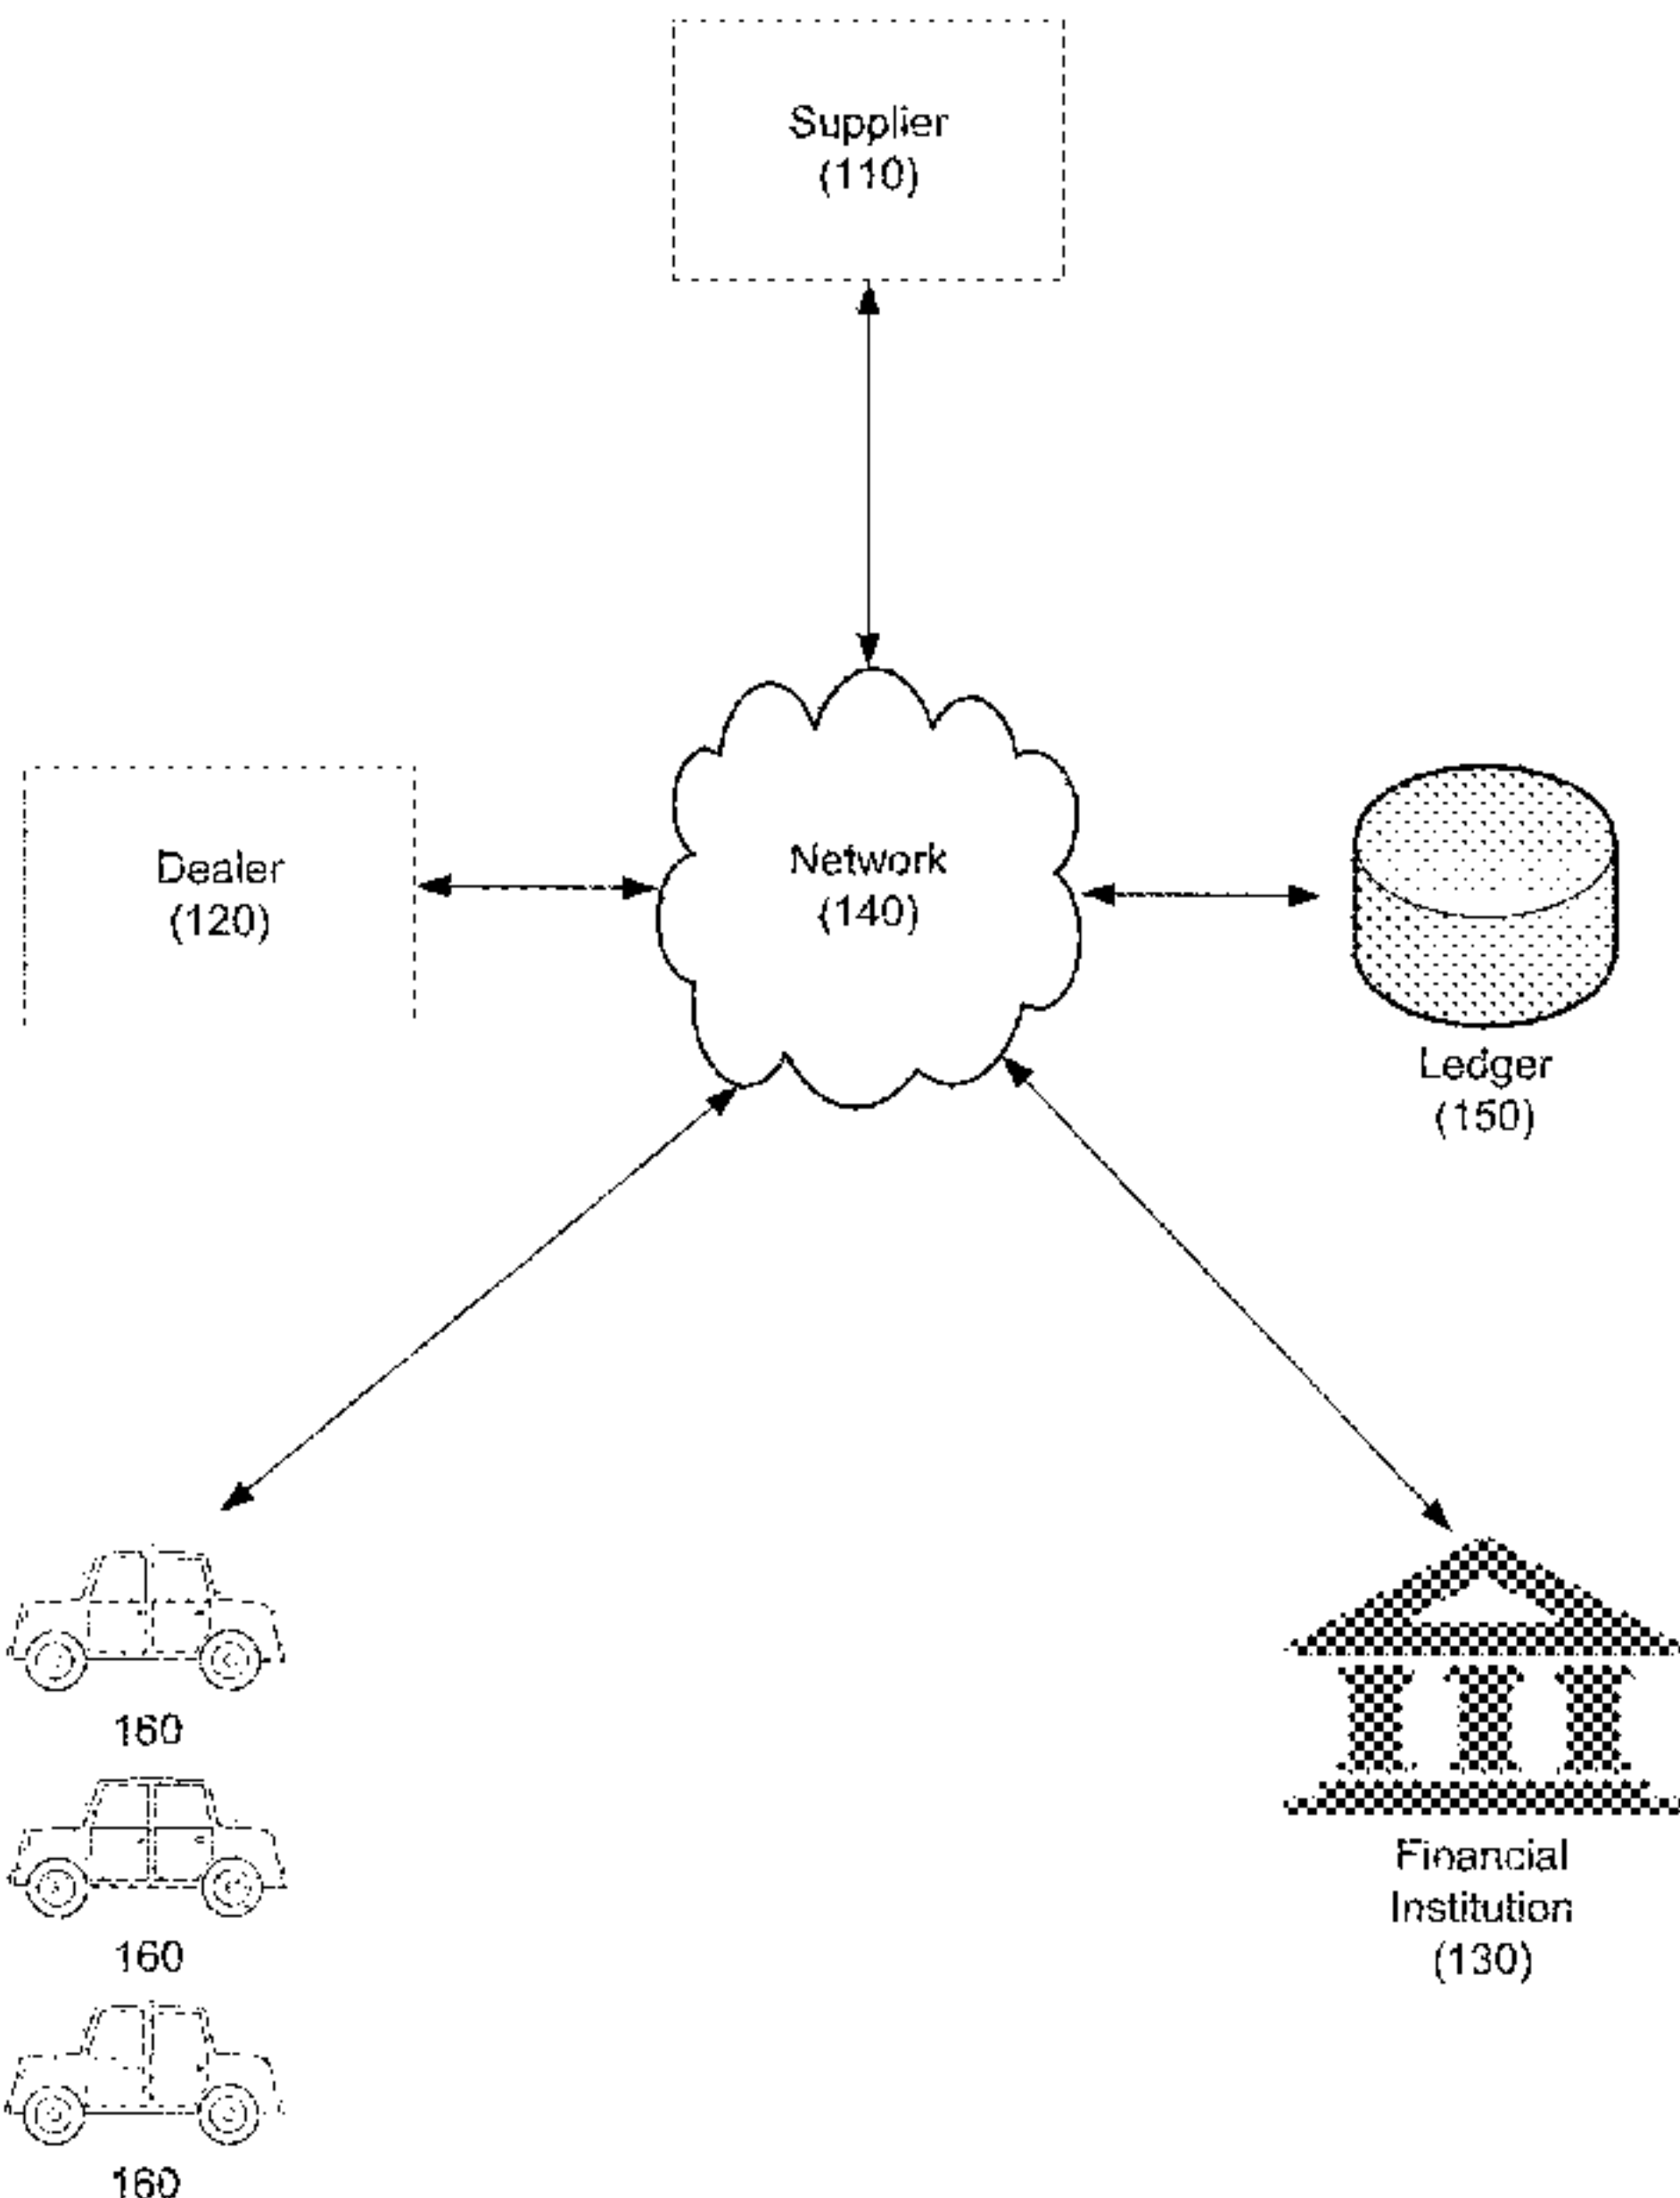 Supplier
(110)
Dealer
(120)
Network
(140)
Ledger
(150)
160
160
160
Financial
Institution
(130)